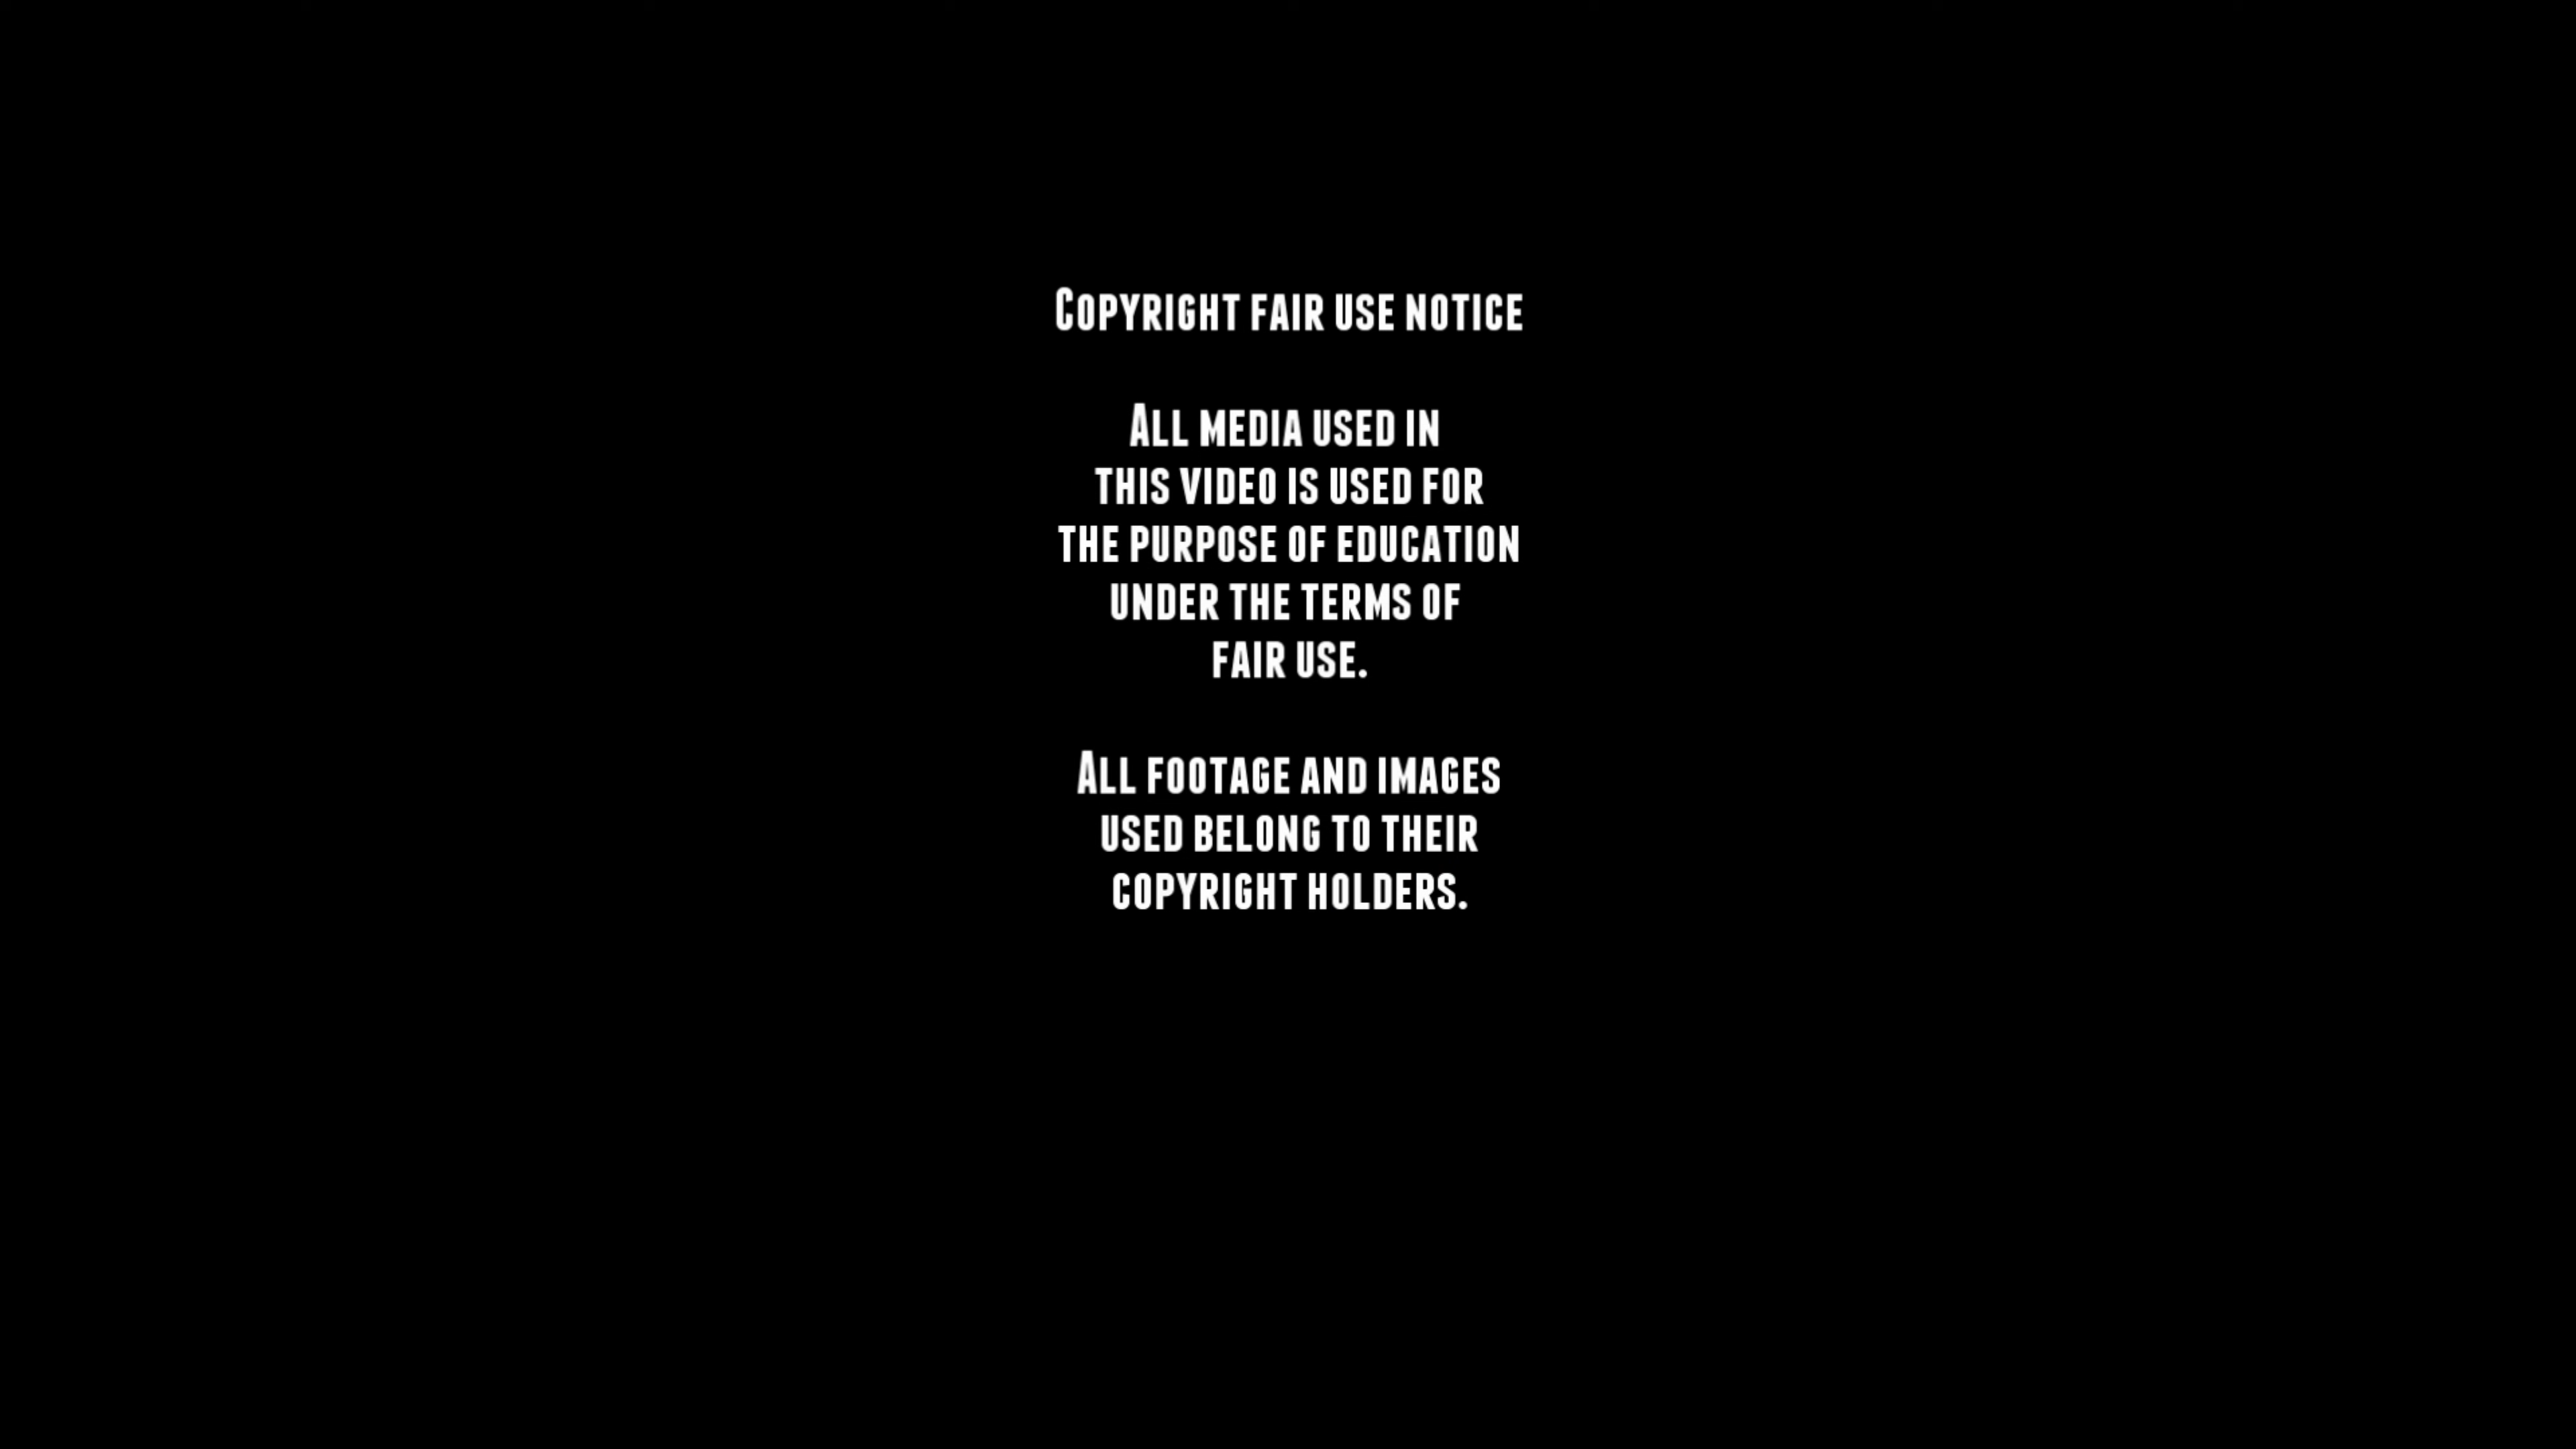 Copyright fair use notice
All media used in
this video is used for
the purpose of education
under the terms of
fair use.
All footage and images
used belong to their
copyright holders.